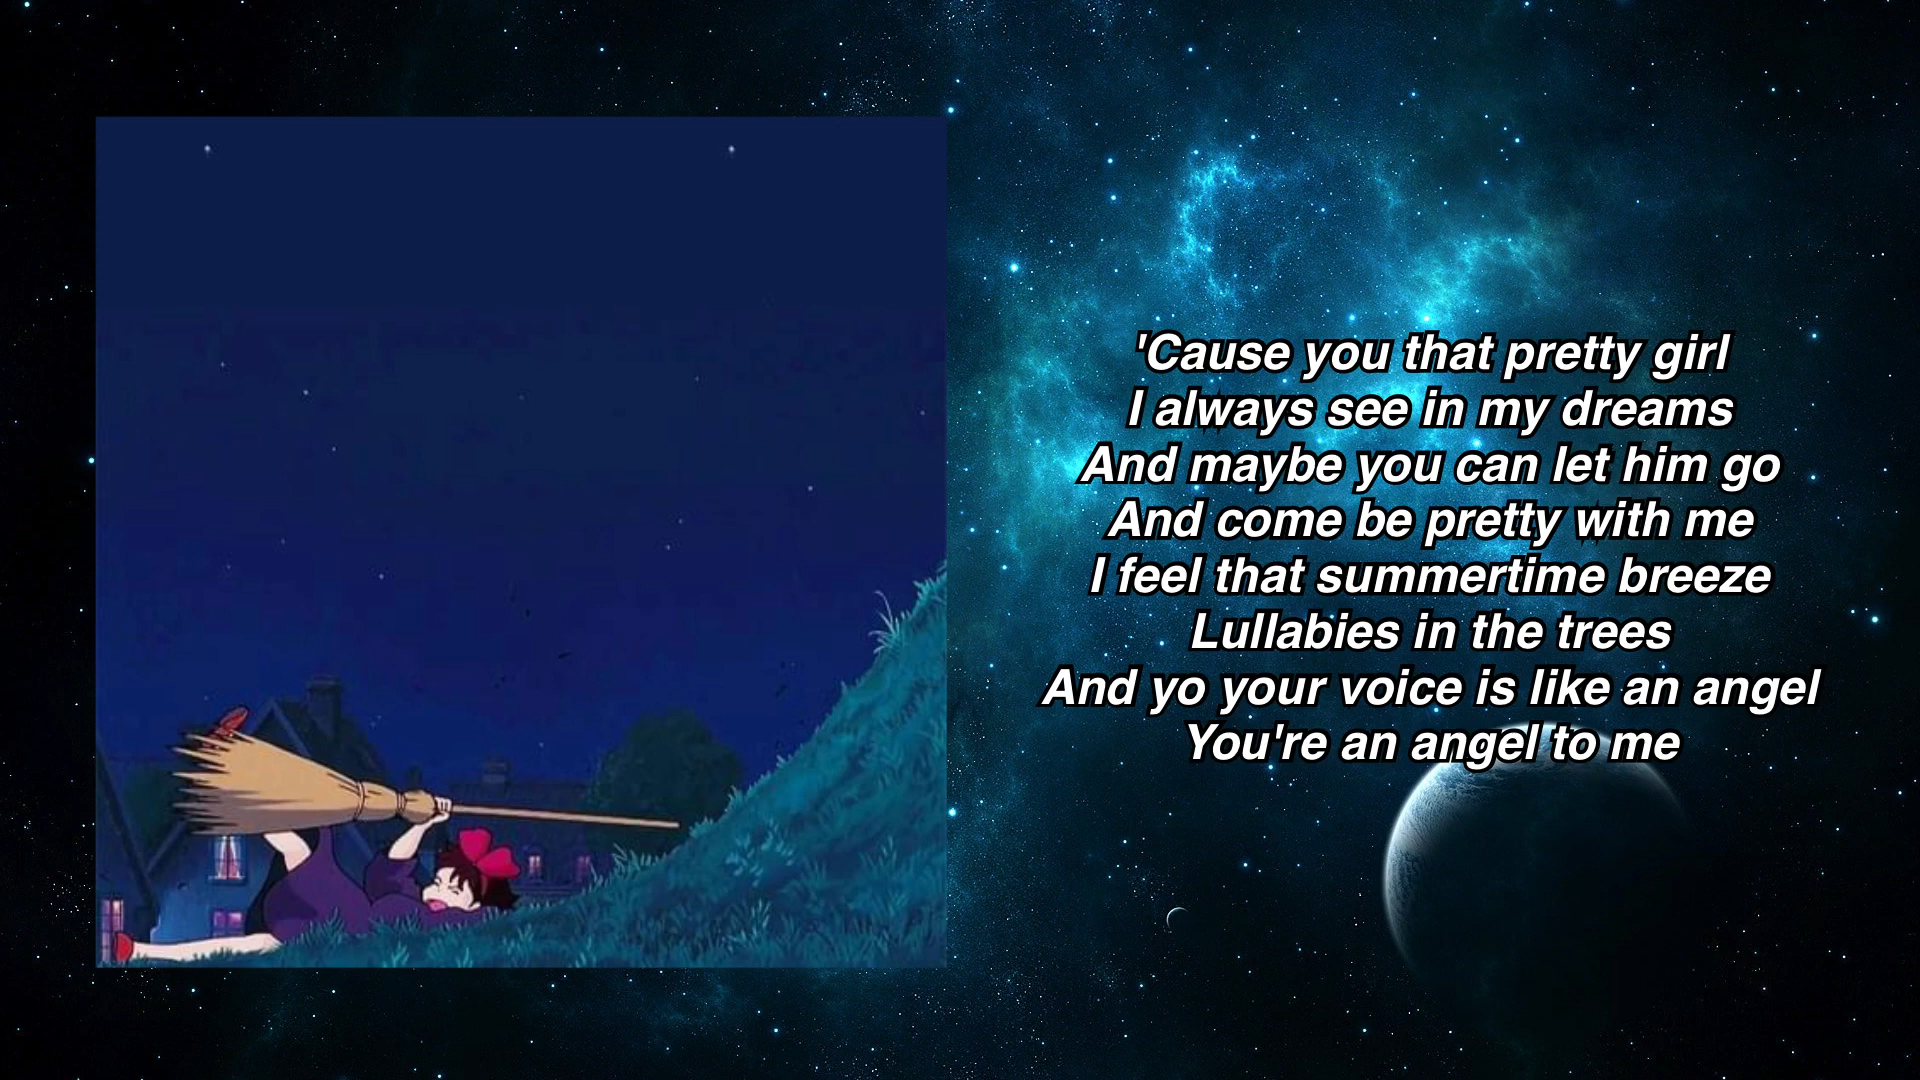 'Cause you that pretty girl
I always see in my dreams
And maybe you can let him go
And come be pretty with me
I feel that summertime breeze
Lullabies in the trees
And yo your voice is like an angel
You're an angel to me